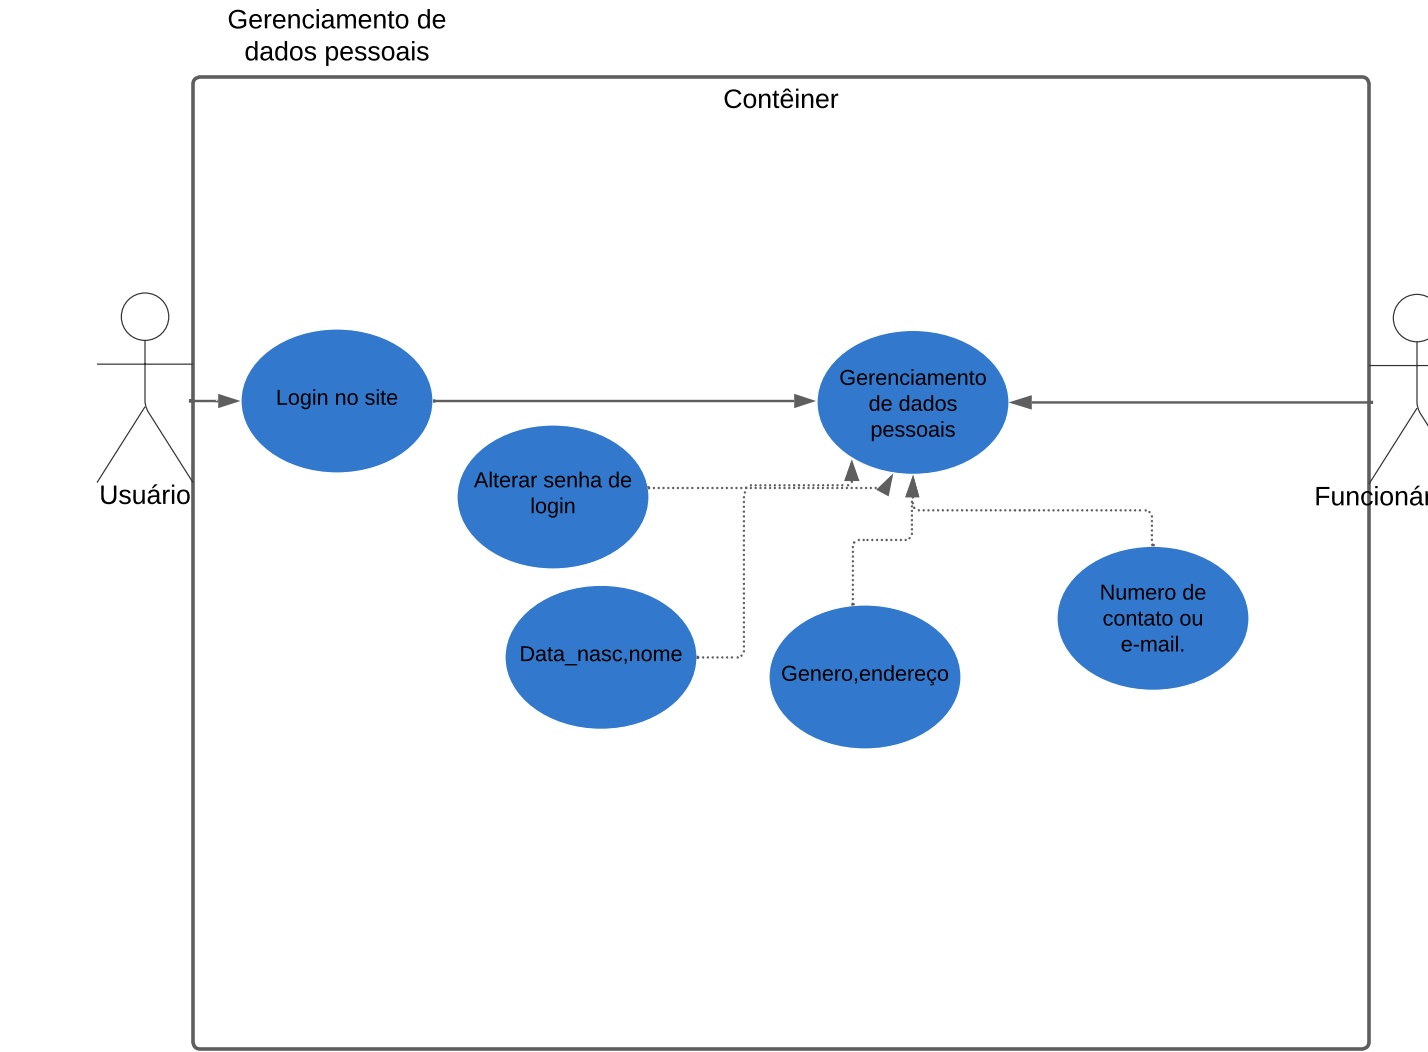 Gerenciamento de
dados pessoais
Contêiner
Login no site
Gerenciamento
de dados
pessoais
Alterar senha de
login
Usuário
Funcionár
Numero de
contato ou
e-mail.
Data_nasc,nome
Genero,endereço